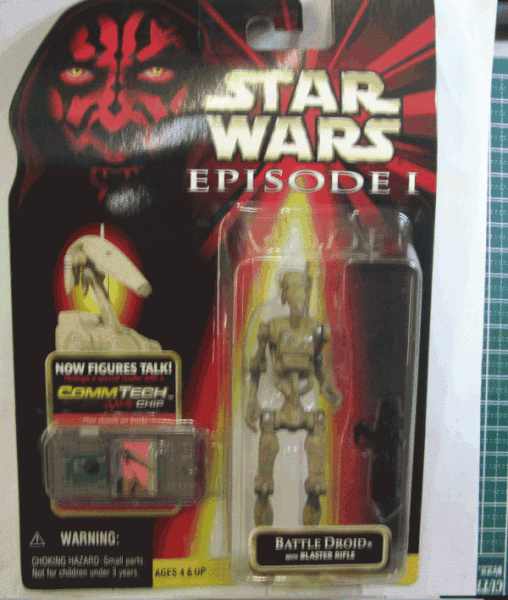 STAR
WARS
EPISODE I
NOW FIGURES TALK!
COMMTECH™
CHIP
BATTLE DROID®
WITH BLASTER RIFLE
WARNING:
CHOKING HAZARD-Small parts.
Not for children under 3 years.
AGES 4 & UP